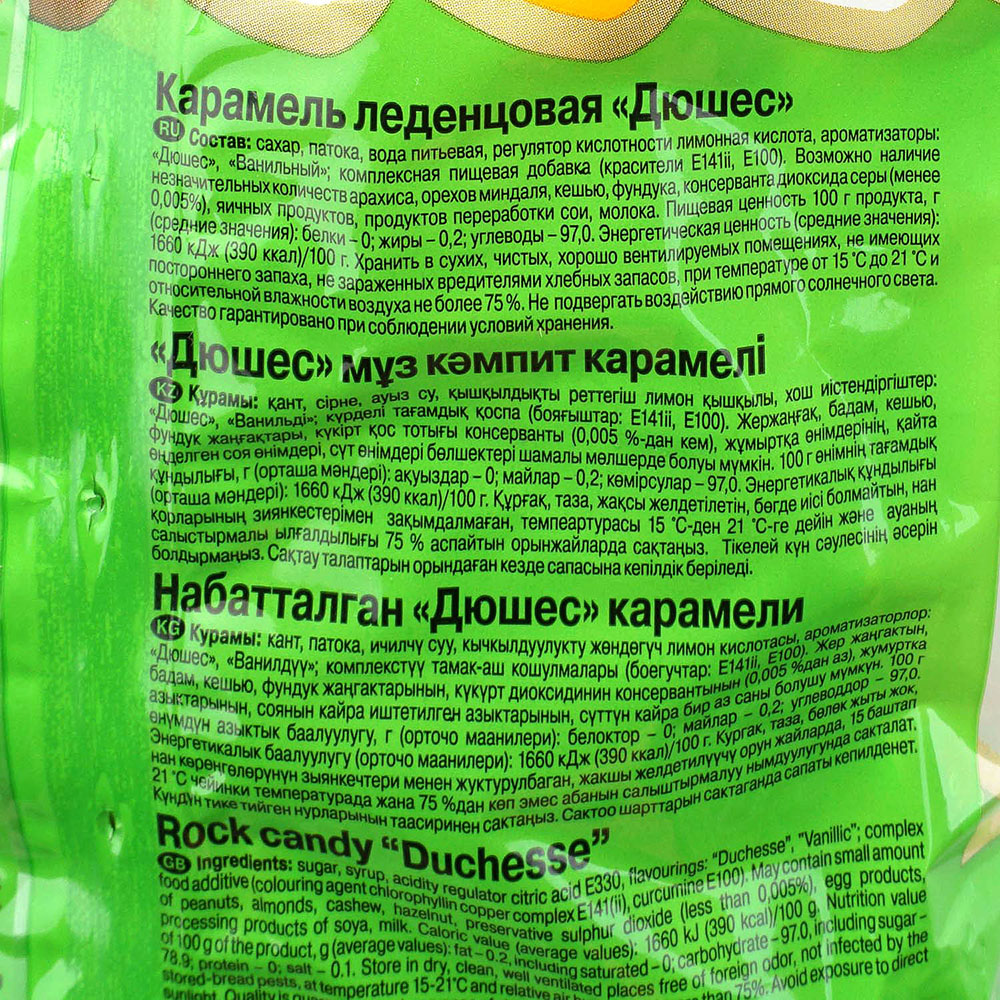 Карамель леденцовая «Дюшес»
RU Состав: сахар, патока, вода питьевая, регулятор кислотности лимонная кислота, ароматизаторы:
«Дюшес», «Ванильный»; комплексная пищевая добавка (красители Е141ii, Е100). Возможно наличие
незначительных количеств арахиса, орехов миндаля, кешью, фундука, консерванта диоксида серы (менее
0,005%), яичных продуктов, продуктов переработки сои, молока. Пищевая ценность 100 г продукта, г
(средние значения): белки – 0; жиры – 0,2; углеводы – 97,0. Энергетическая ценность (средние значения):
1660 кДж (390 ккал)/100 г. Хранить в сухих, чистых, хорошо вентилируемых помещениях, не имеющих
постороннего запаха, не зараженных вредителями хлебных запасов, при температуре от 15 °С до 21 °С и
относительной влажности воздуха не более 75 %. Не подвергать воздействию прямого солнечного света.
Качество гарантировано при соблюдении условий хранения.
«Дюшес» мұз кәмпит карамелі
KZ Құрамы: қант, сірне, ауыз су, қышқылдықты реттегіш лимон қышқылы, хош иістендіргіштер:
«Дюшес», «Ванильді»; күрделі тағамдық қоспа (бояғыштар: Е141ii, Е100). Жержаңғақ, бадам, кешью,
фундук жаңғақтары, күкірт қос тотығы консерванты (0,005 %-дан кем), жұмыртқа өнімдерінің, қайта
өңделген соя өнімдері, сүт өнімдері бөлшектері шамалы мөлшерде болуы мүмкін. 100 г өнімнің тағамдық
құндылығы, г (орташа мәндері): ақуыздар – 0; майлар – 0,2; көмірсулар – 97,0. Энергетикалық құндылығы
(орташа мәндері): 1660 кДж (390 ккал)/100 г. Құрғақ, таза, жақсы желдетілетін, бөгде иісі болмайтын, нан
қорларының зиянкестерімен зақымдалмаған, темпеартурасы 15 °С-ден 21 °С-ге дейін және ауаның
салыстырмалы ылғалдылығы 75 % аспайтын орынжайларда сақтаңыз. Тікелей күн сәулесінің әсерін
болдырмаңыз. Сақтау талаптарын орындаған кезде сапасына кепілдік беріледі.
Набатталган «Дюшес» карамели
KG Курамы: кант, патока, ичилчү суу, кычкылдуулукту жөндөгүч лимон кислотасы, ароматизаторлор:
«Дюшес», «Ванилдүү»; комплекстүү тамак-аш кошулмалары (боегучтар: Е141ii, Е100). Жер жаңгактын,
бадам, кешью, фундук жаңгактарынын, күкүрт диоксидинин консервантынын (0,005 %дан аз), жумуртка
азыктарынын, соянын кайра иштетилген азыктарынын, сүттүн кайра бир аз саны болушу мүмкүн. 100 г
өнүмдүн азыктык баалуулугу, г (орточо маанилери): белоктор – 0; майлар – 0,2; углеводдор – 97,0.
Энергетикалык баалуулугу (орточо маанилери): 1660 кДж (390 ккал)/100 г. Кургак, таза, бөлөк жыты жок,
нан көрөңгөлөрүнүн зыянкечтери менен жуктурулбаган, жакшы желдетилүүчү орун жайларда, 15 баштап
21 °С чейинки температурада жана 75 %дан көп эмес абанын салыштырмалуу нымдуулугунда сакталат.
Күндүн тике тийген нурларынын таасиринен сактаңыз. Сактоо шарттарын сактаганда сапаты кепилденет.
Rock candy “Duchesse”
GB Ingredients: sugar, syrup, acidity regulator citric acid E330, flavourings: "Duchesse", "Vanillic"; complex
food additive (colouring agent chlorophyllin copper complex E141(ii), curcumine E100). May contain small amount
of peanuts, almonds, cashew, hazelnut, preservative sulphur dioxide (less than 0,005%), egg products,
processing products of soya, milk. Caloric value (average values): 1660 kJ (390 kcal)/100 g. Nutrition value
of 100 g of the product, g (average values): fat – 0,2, including saturated – 0; carbohydrate – 97,0, including sugar –
78,9; protein – 0; salt – 0,1. Store in dry, clean, well ventilated places free of foreign odor, not infected by the
stored-bread pests, at temperature 15-21°C and relative air than 75%. Avoid exposure to direct
sunlight. Quality is